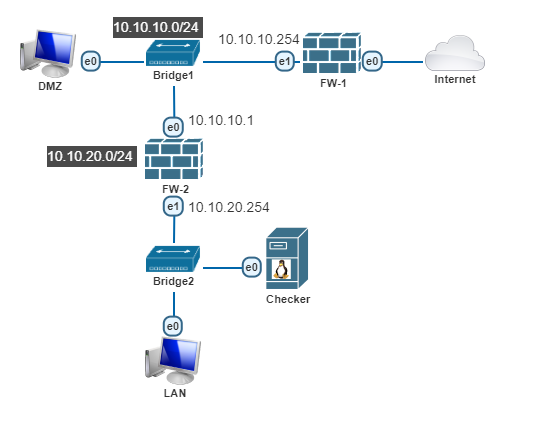 10.10.10.0/24
10.10.10.254
e0
e1
e0
DMZ
Bridge1
FW-1
Internet
e0
10.10.10.1
10.10.20.0/24
FW-2
e1
10.10.20.254
Bridge2
e0
Checker
e0
LAN